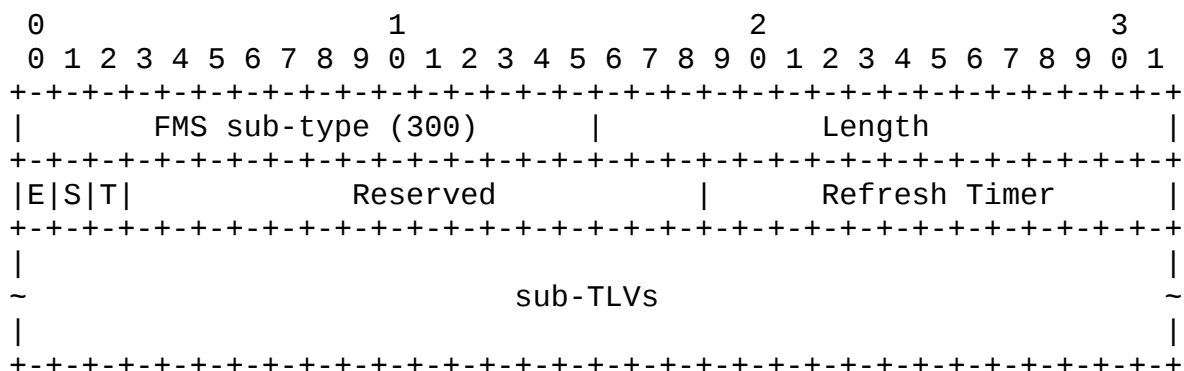 0                   1                   2                   3
 0 1 2 3 4 5 6 7 8 9 0 1 2 3 4 5 6 7 8 9 0 1 2 3 4 5 6 7 8 9 0 1
+-+-+-+-+-+-+-+-+-+-+-+-+-+-+-+-+-+-+-+-+-+-+-+-+-+-+-+-+-+-+-+-+
|       FMS sub-type (300)      |            Length             |
+-+-+-+-+-+-+-+-+-+-+-+-+-+-+-+-+-+-+-+-+-+-+-+-+-+-+-+-+-+-+-+-+
|E|S|T|            Reserved           |      Refresh Timer      |
+-+-+-+-+-+-+-+-+-+-+-+-+-+-+-+-+-+-+-+-+-+-+-+-+-+-+-+-+-+-+-+-+
|                                                               |
~                           sub-TLVs                            ~
|                                                               |
+-+-+-+-+-+-+-+-+-+-+-+-+-+-+-+-+-+-+-+-+-+-+-+-+-+-+-+-+-+-+-+-+